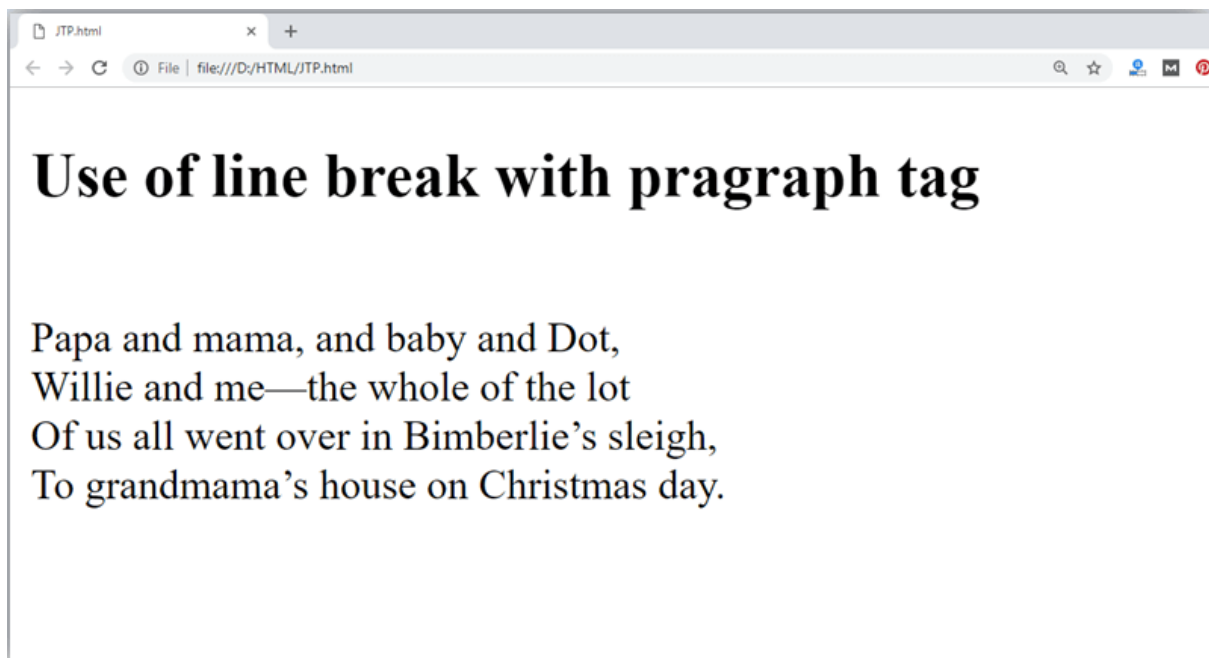 JTP.html
File file:///D:/HTML/JTP.html
Use of line break with pragraph tag
Papa and mama, and baby and Dot,
Willie and me—the whole of the lot
Of us all went over in Bimberlie’s sleigh,
To grandmama’s house on Christmas day.